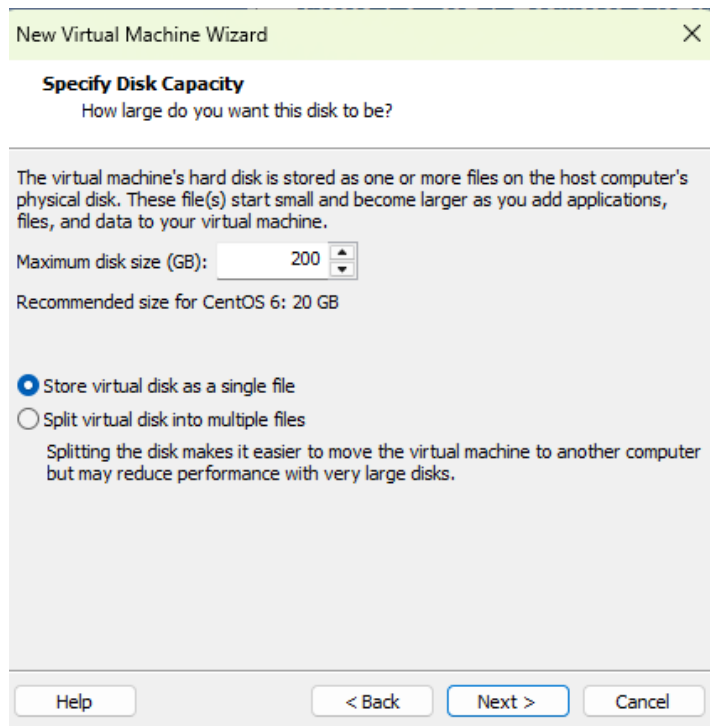 New Virtual Machine Wizard
Specify Disk Capacity
How large do you want this disk to be?
The virtual machine's hard disk is stored as one or more files on the host computer's
physical disk. These file(s) start small and become larger as you add applications,
files, and data to your virtual machine.
Maximum disk size (GB): 200
Recommended size for CentOS 6: 20 GB
Store virtual disk as a single file
Split virtual disk into multiple files
Splitting the disk makes it easier to move the virtual machine to another computer
but may reduce performance with very large disks.
Help < Back Next > Cancel